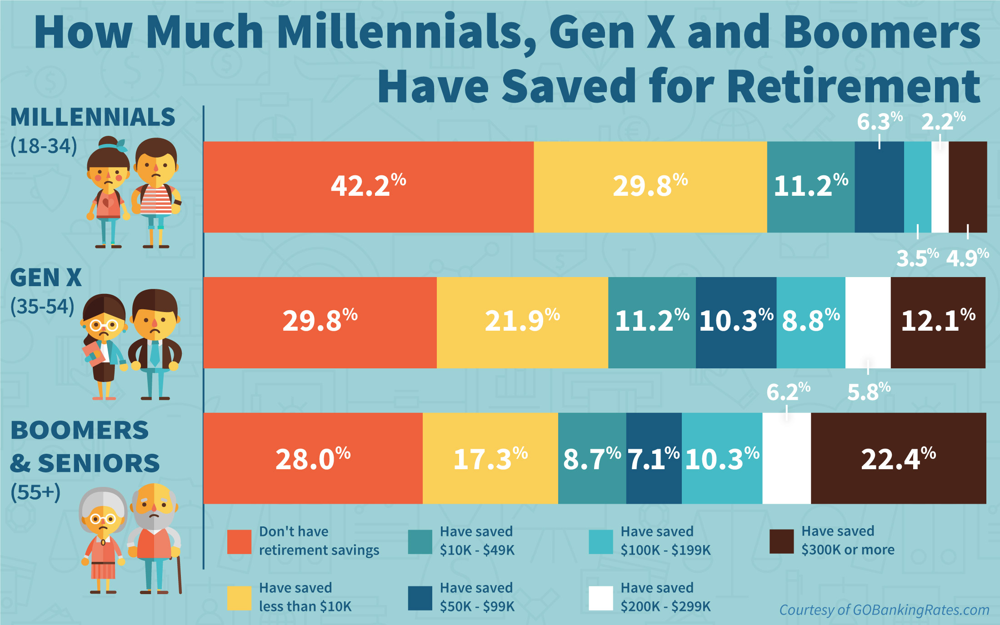 How Much Millennials, Gen X and Boomers
Have Saved for Retirement
MILLENNIALS
(18-34)
6.3% 2.2%
42.2% 29.8% 11.2%
3.5% 4.9%
GEN X
(35-54)
29.8% 21.9% 11.2% 10.3% 8.8% 12.1%
6.2% 5.8%
BOOMERS
& SENIORS
(55+)
28.0% 17.3% 8.7% 7.1% 10.3% 22.4%
Don't have
retirement savings
Have saved
less than $10K
Have saved
$10K - $49K
Have saved
$50K - $99K
Have saved
$100K - $199K
Have saved
$200K - $299K
Have saved
$300K or more
Courtesy of GOBankingRates.com